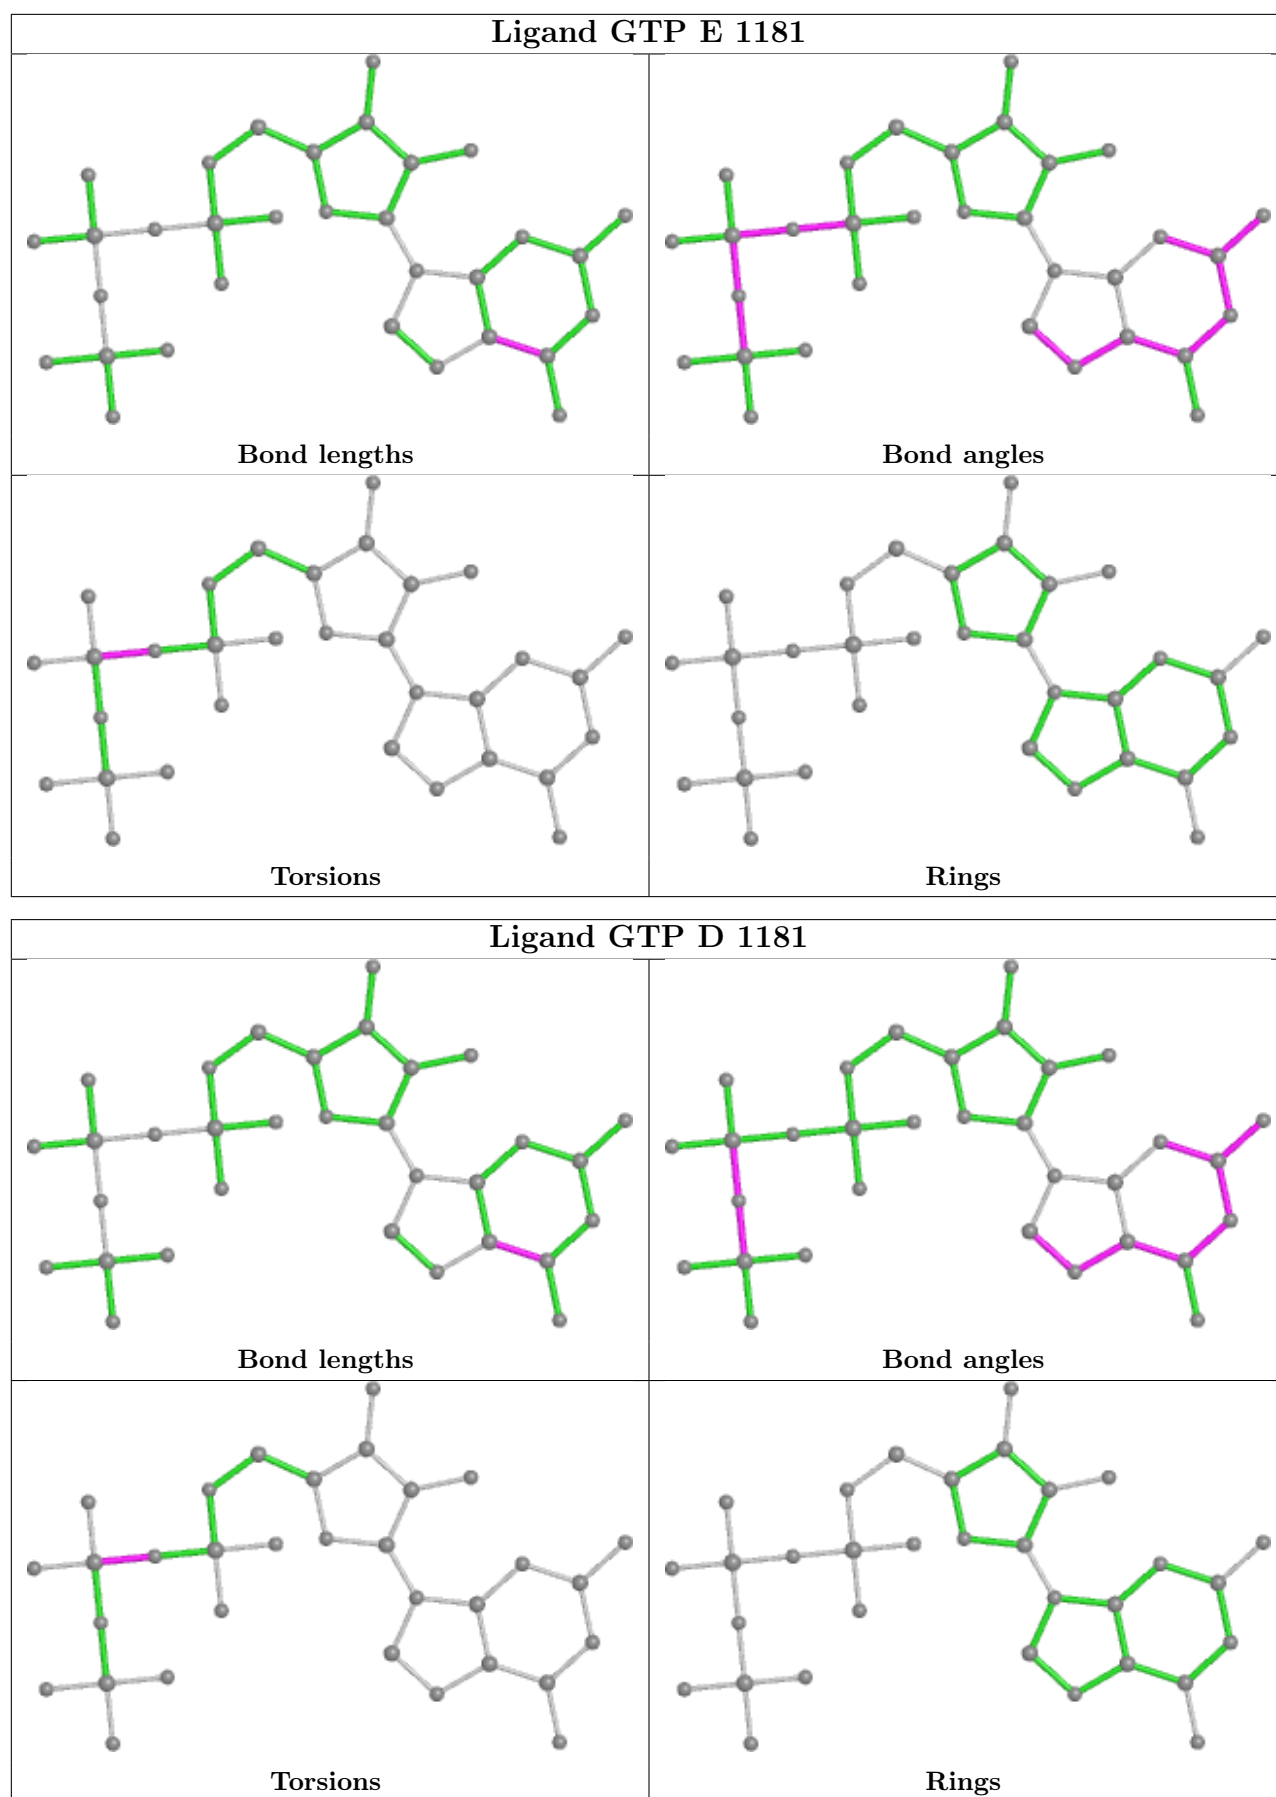 Ligand GTP E 1181
Bond lengths
Bond angles
Torsions
Rings
Ligand GTP D 1181
Bond lengths
Bond angles
Torsions
Rings